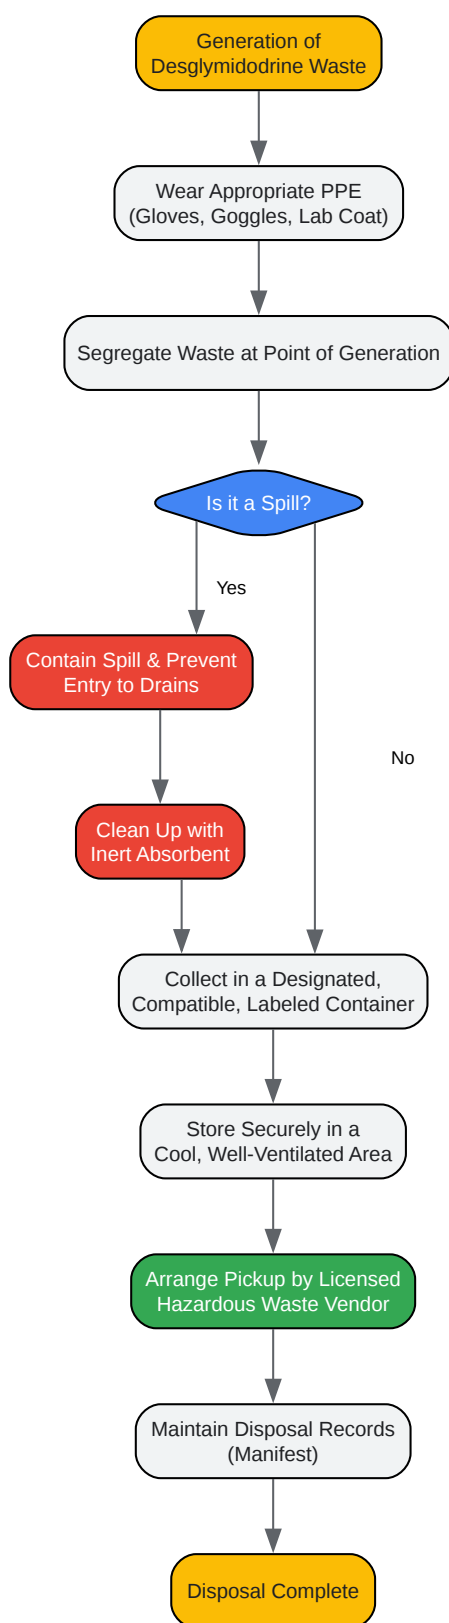 Generation of
Desglymidodrine Waste
Wear Appropriate PPE
(Gloves, Goggles, Lab Coat)
Segregate Waste at Point of Generation
Is it a Spill?
Yes
Contain Spill & Prevent
Entry to Drains
No
Clean Up with
Inert Absorbent
Collect in a Designated,
Compatible, Labeled Container
Store Securely in a
Cool, Well-Ventilated Area
Arrange Pickup by Licensed
Hazardous Waste Vendor
Maintain Disposal Records
(Manifest)
Disposal Complete